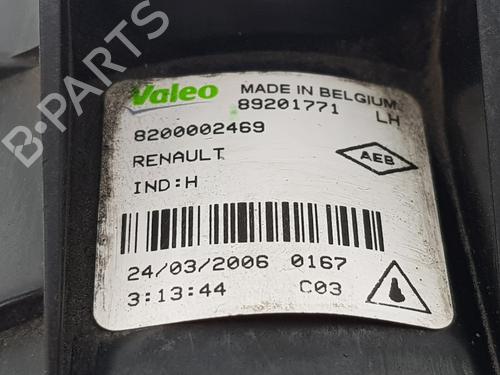 Valeo MADE IN BELGIUM
89201771 LH
8200002469
RENAULT AEB
IND:H
24/03/2006 0167
3:13:44 C03
B-PARTS